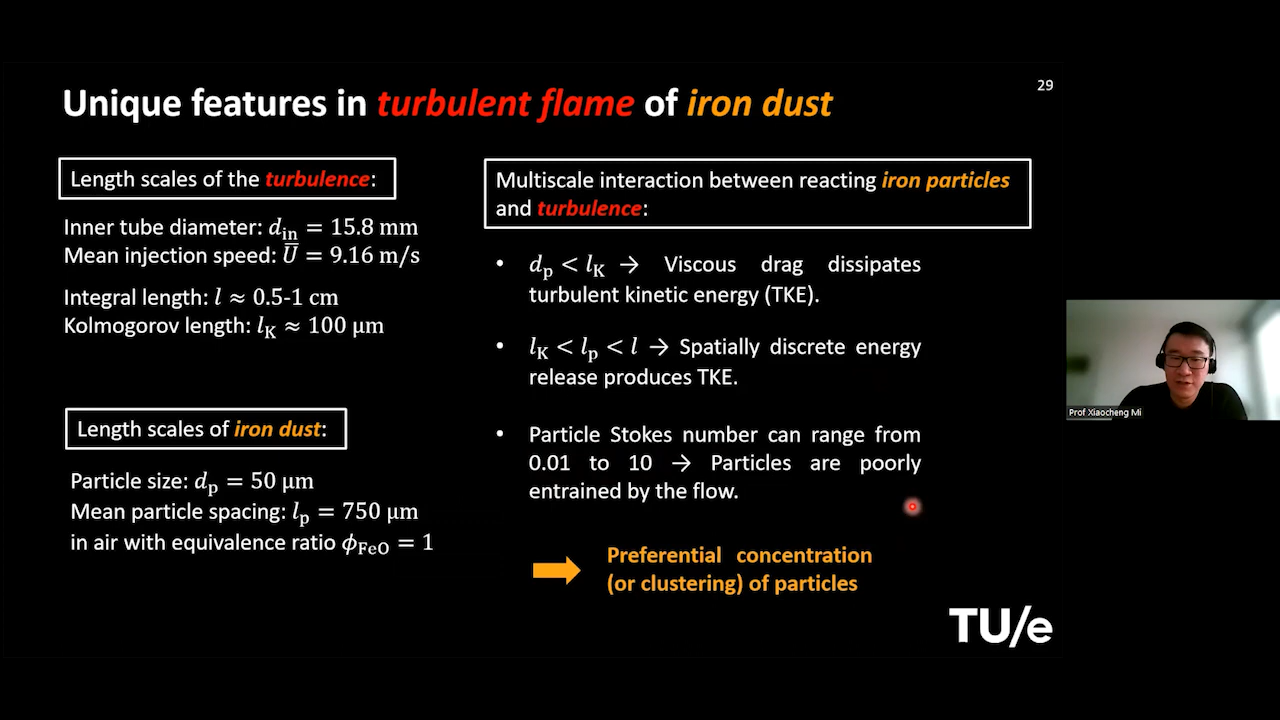 29
Unique features in turbulent flame of iron dust
Length scales of the turbulence:
Inner tube diameter: d_in = 15.8 mm
Mean injection speed: U̅ = 9.16 m/s
Integral length: l ≈ 0.5-1 cm
Kolmogorov length: l_K ≈ 100 μm
Length scales of iron dust:
Particle size: d_p = 50 μm
Mean particle spacing: l_p = 750 μm
in air with equivalence ratio ϕ_FeO = 1
Multiscale interaction between reacting iron particles
and turbulence:
• d_p < l_K → Viscous drag dissipates
turbulent kinetic energy (TKE).
• l_K < l_p < l → Spatially discrete energy
release produces TKE.
• Particle Stokes number can range from
0.01 to 10 → Particles are poorly
entrained by the flow.
Preferential concentration
(or clustering) of particles
TU/e
Prof Xiaocheng Mi